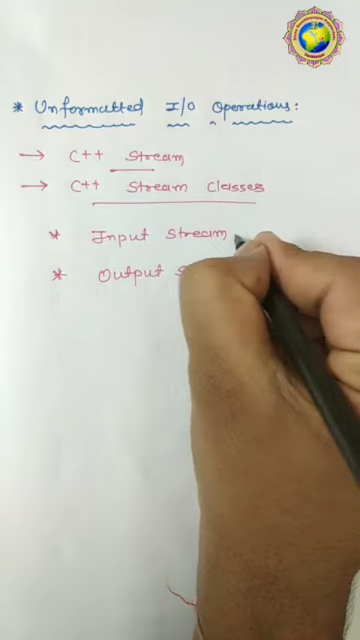 * Unformatted I/O Operations:
→ C++ Stream
→ C++ Stream Classes
* Input Stream
* Output